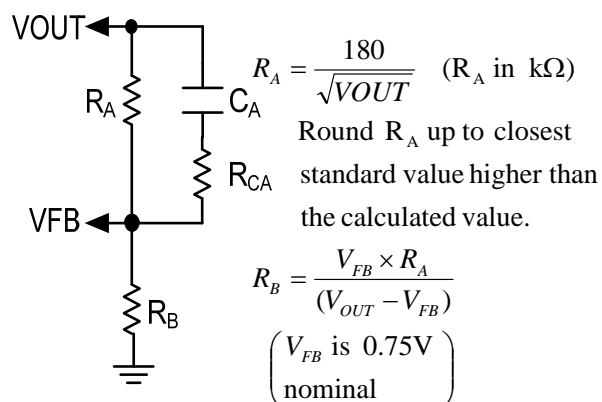 VOUT
R_A
C_A
R_CA
VFB
R_B
R_A = 180 / √VOUT (R_A in kΩ)
Round R_A up to closest
standard value higher than
the calculated value.
R_B = V_FB × R_A / (V_OUT − V_FB)
(V_FB is 0.75V
nominal)